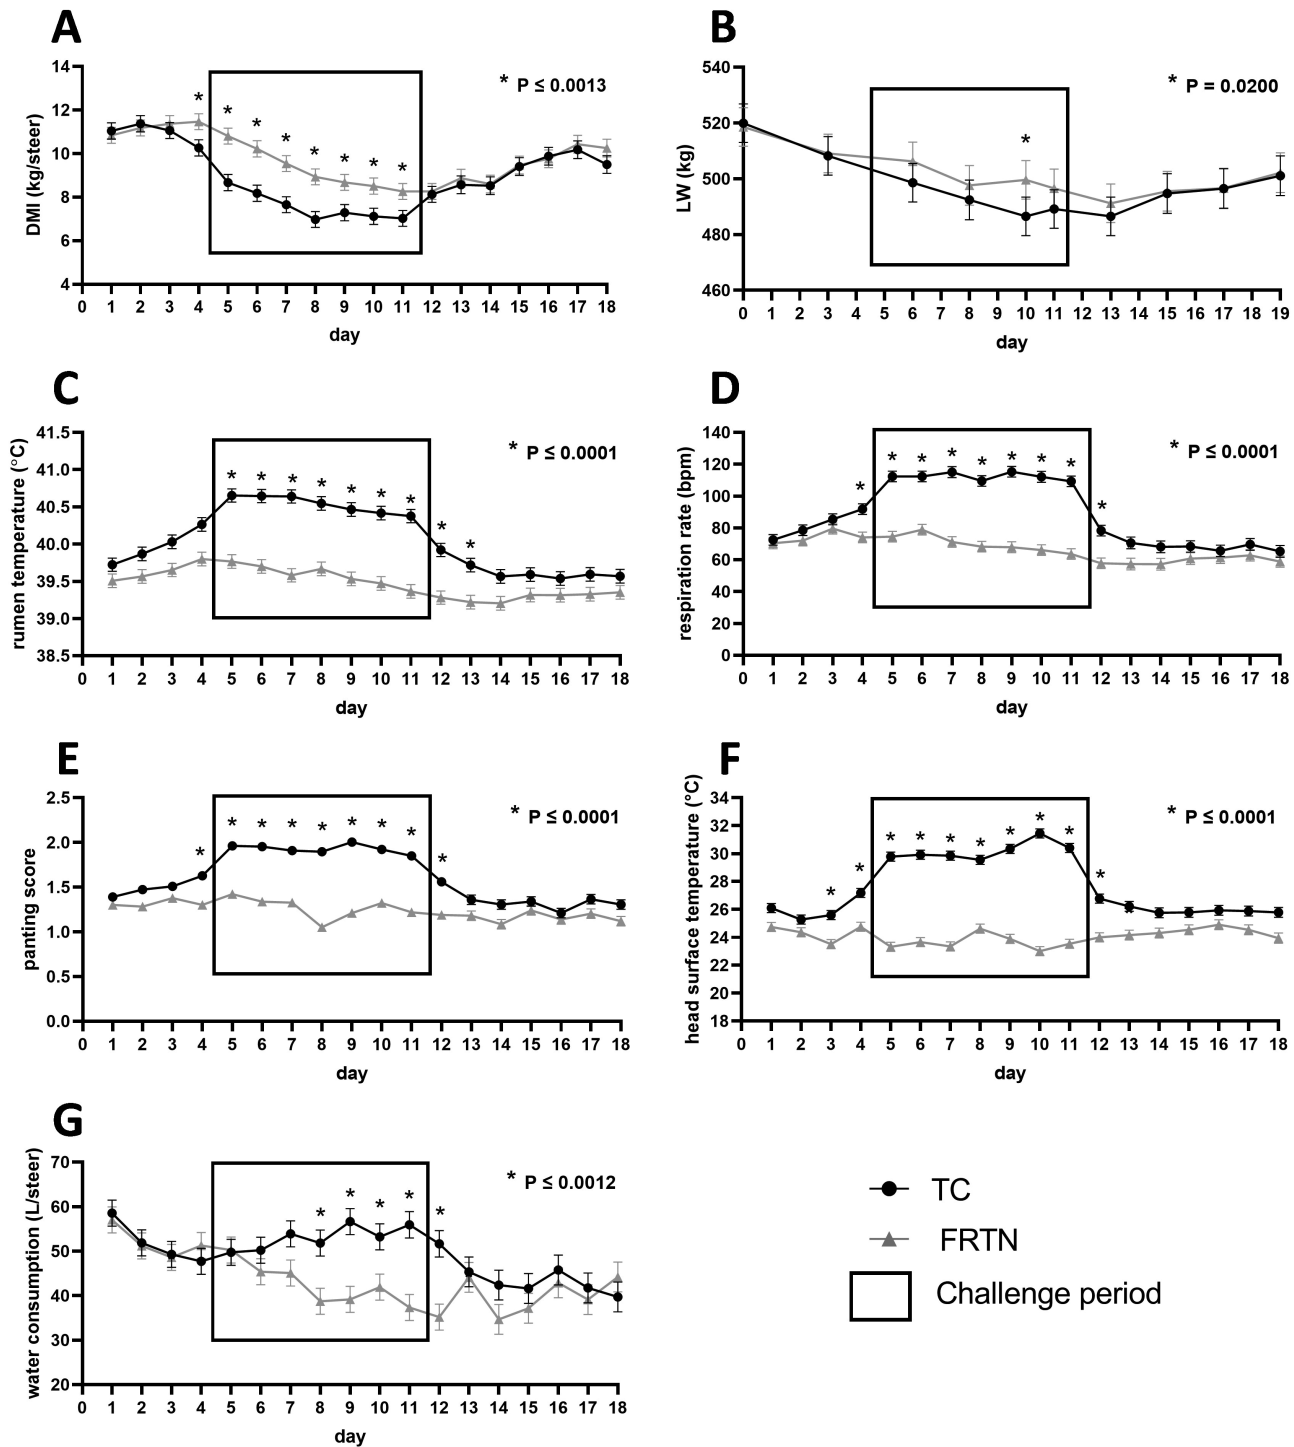 A
DMI (kg/steer)
14
12
10
8
6
4
* P ≤ 0.0013
* * * * * * * *
0 1 2 3 4 5 6 7 8 9 10 11 12 13 14 15 16 17 18
day
B
LW (kg)
540
520
500
480
460
* P = 0.0200
*
0 1 2 3 4 5 6 7 8 9 10 11 12 13 14 15 16 17 18 19
day
C
rumen temperature (°C)
41.5
41.0
40.5
40.0
39.5
39.0
38.5
* P ≤ 0.0001
* * * * * * * * *
0 1 2 3 4 5 6 7 8 9 10 11 12 13 14 15 16 17 18
day
D
respiration rate (bpm)
140
120
100
80
60
40
20
0
* P ≤ 0.0001
* * * * * * * * *
0 1 2 3 4 5 6 7 8 9 10 11 12 13 14 15 16 17 18
day
E
panting score
2.5
2.0
1.5
1.0
0.5
0.0
* P ≤ 0.0001
* * * * * * * * *
0 1 2 3 4 5 6 7 8 9 10 11 12 13 14 15 16 17 18
day
F
head surface temperature (°C)
34
32
30
28
26
24
22
20
18
* P ≤ 0.0001
* * * * * * * * * * *
0 1 2 3 4 5 6 7 8 9 10 11 12 13 14 15 16 17 18
day
G
water consumption (L/steer)
70
60
50
40
30
20
* P ≤ 0.0012
* * * * *
0 1 2 3 4 5 6 7 8 9 10 11 12 13 14 15 16 17 18
day
TC
FRTN
Challenge period